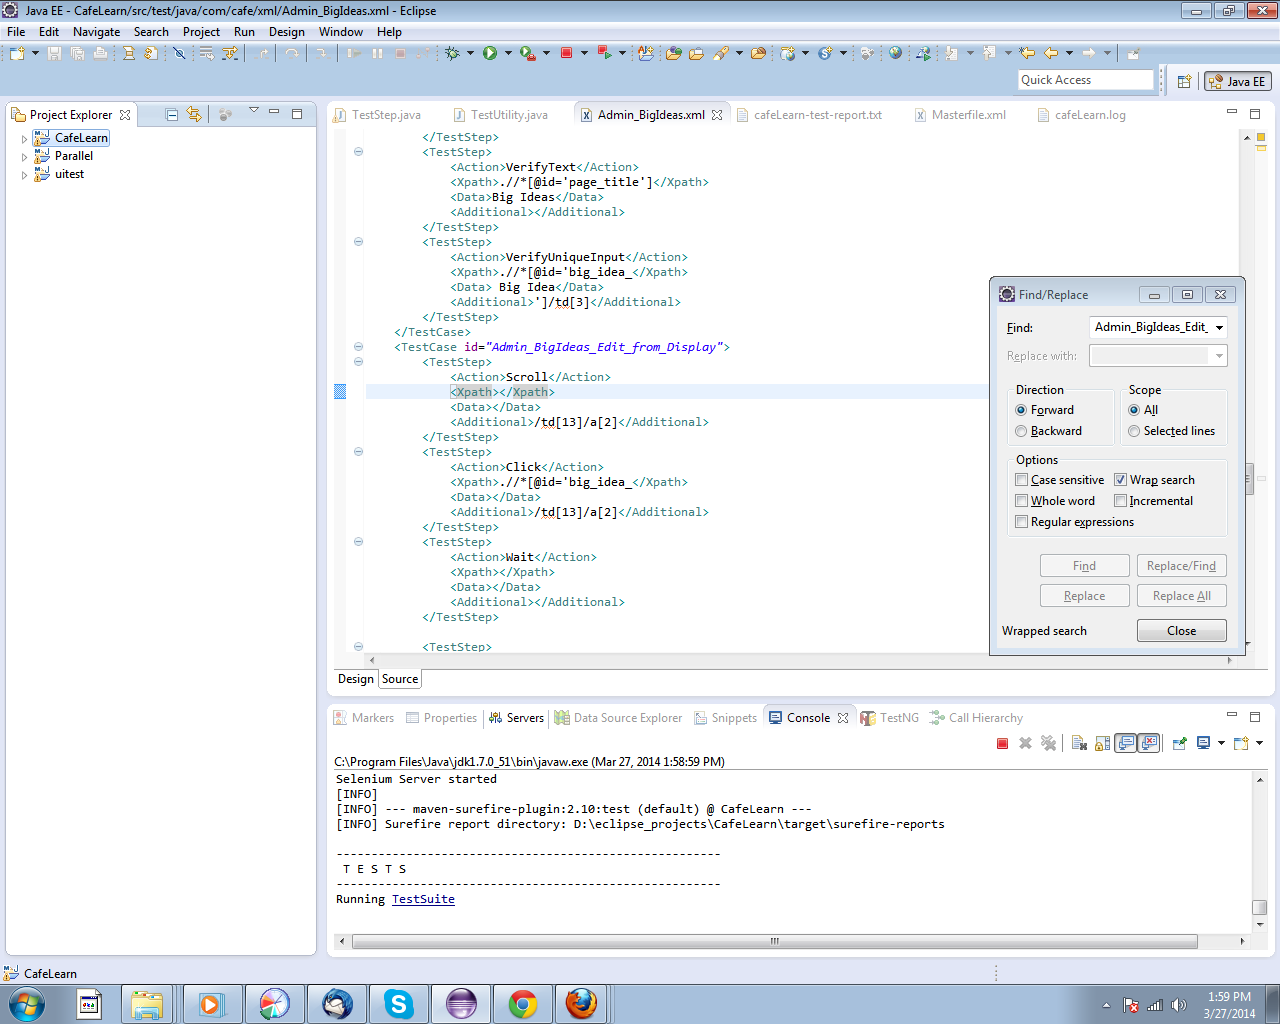 Java EE - CafeLearn/src/test/java/com/cafe/xml/Admin_BigIdeas.xml - Eclipse
File Edit Navigate Search Project Run Design Window Help
Quick Access
Java EE
Project Explorer
CafeLearn
Parallel
uitest
TestStep.java TestUtility.java Admin_BigIdeas.xml cafeLearn-test-report.txt Masterfile.xml cafeLearn.log
</TestStep>
<TestStep>
<Action>VerifyText</Action>
<Xpath>.//*[@id='page_title']</Xpath>
<Data>Big Ideas</Data>
<Additional></Additional>
</TestStep>
<TestStep>
<Action>VerifyUniqueInput</Action>
<Xpath>.//*[@id='big_idea_</Xpath>
<Data> Big Idea</Data>
<Additional>']/td[3]</Additional>
</TestStep>
</TestCase>
<TestCase id="Admin_BigIdeas_Edit_from_Display">
<TestStep>
<Action>Scroll</Action>
<Xpath></Xpath>
<Data></Data>
<Additional>/td[13]/a[2]</Additional>
</TestStep>
<TestStep>
<Action>Click</Action>
<Xpath>.//*[@id='big_idea_</Xpath>
<Data></Data>
<Additional>/td[13]/a[2]</Additional>
</TestStep>
<TestStep>
<Action>Wait</Action>
<Xpath></Xpath>
<Data></Data>
<Additional></Additional>
</TestStep>
<TestStep>
Design Source
Find/Replace
Find: Admin_BigIdeas_Edit_
Replace with:
Direction Scope
Forward All
Backward Selected lines
Options
Case sensitive Wrap search
Whole word Incremental
Regular expressions
Find Replace/Find
Replace Replace All
Wrapped search Close
Markers Properties Servers Data Source Explorer Snippets Console TestNG Call Hierarchy
C:\Program Files\Java\jdk1.7.0_51\bin\javaw.exe (Mar 27, 2014 1:58:59 PM)
Selenium Server started
[INFO]
[INFO] --- maven-surefire-plugin:2.10:test (default) @ CafeLearn ---
[INFO] Surefire report directory: D:\eclipse_projects\CafeLearn\target\surefire-reports
-------------------------------------------------------
T E S T S
-------------------------------------------------------
Running TestSuite
CafeLearn
1:59 PM
3/27/2014